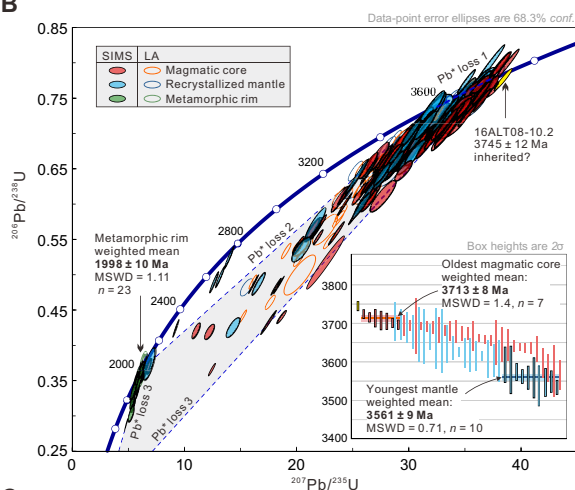 B
Data-point error ellipses are 68.3% conf.
0.85
0.75
0.65
0.55
0.45
0.35
0.25
206Pb/238U
SIMS LA
Magmatic core
Recrystallized mantle
Metamorphic rim
Pb* loss 1
3600
16ALT08-10.2
3745 ± 12 Ma
inherited?
3200
2800
Pb* loss 2
Metamorphic rim
weighted mean
1998 ± 10 Ma
MSWD = 1.11
n = 23
2400
2000
Pb* loss 3
Pb* loss 3
Box heights are 2σ
3800
3700
3600
3500
3400
Oldest magmatic core
weighted mean:
3713 ± 8 Ma
MSWD = 1.4, n = 7
Youngest mantle
weighted mean:
3561 ± 9 Ma
MSWD = 0.71, n = 10
0 10 20 30 40
207Pb/235U